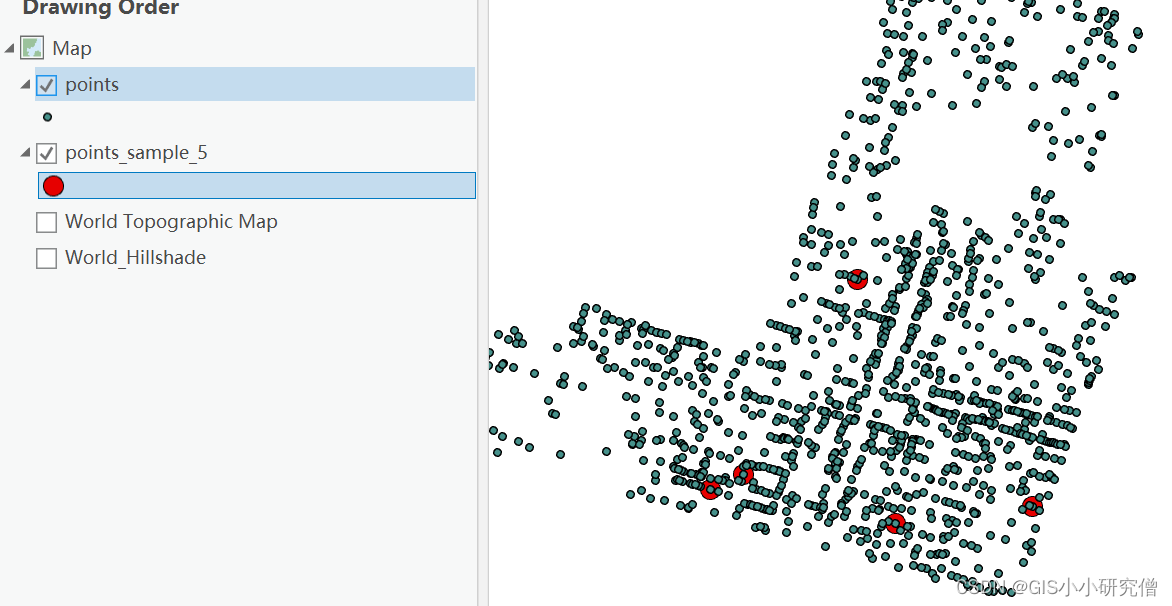 Drawing Order
Map
points
points_sample_5
World Topographic Map
World_Hillshade
CSDN @GIS小小研究僧